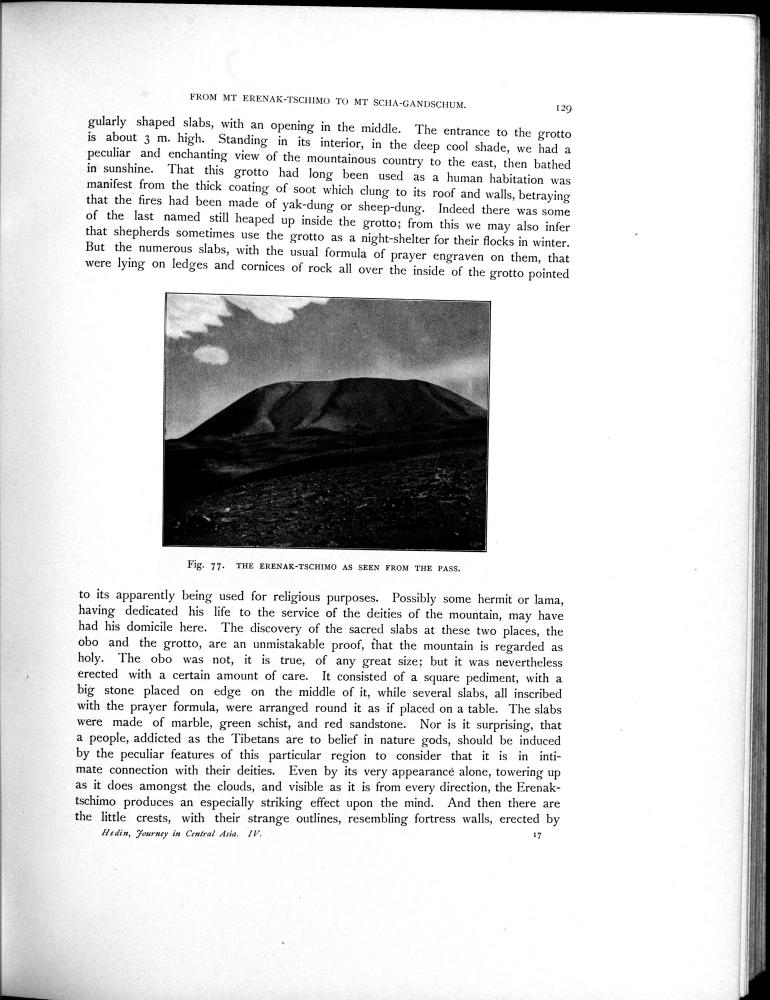 FROM MT ERENAK-TSCHIMO TO MT SCHA-GANDSCHUM. 129
gularly shaped slabs, with an opening in the middle. The entrance to the grotto
is about 3 m. high. Standing in its interior, in the deep cool shade, we had a
peculiar and enchanting view of the mountainous country to the east, then bathed
in sunshine. That this grotto had long been used as a human habitation was
manifest from the thick coating of soot which clung to its roof and walls, betraying
that the fires had been made of yak-dung or sheep-dung. Indeed there was some
of the last named still heaped up inside the grotto; from this we may also infer
that shepherds sometimes use the grotto as a night-shelter for their flocks in winter.
But the numerous slabs, with the usual formula of prayer engraven on them, that
were lying on ledges and cornices of rock all over the inside of the grotto pointed
Fig. 77. THE ERENAK-TSCHIMO AS SEEN FROM THE PASS.
to its apparently being used for religious purposes. Possibly some hermit or lama,
having dedicated his life to the service of the deities of the mountain, may have
had his domicile here. The discovery of the sacred slabs at these two places, the
obo and the grotto, are an unmistakable proof, that the mountain is regarded as
holy. The obo was not, it is true, of any great size; but it was nevertheless
erected with a certain amount of care. It consisted of a square pediment, with a
big stone placed on edge on the middle of it, while several slabs, all inscribed
with the prayer formula, were arranged round it as if placed on a table. The slabs
were made of marble, green schist, and red sandstone. Nor is it surprising, that
a people, addicted as the Tibetans are to belief in nature gods, should be induced
by the peculiar features of this particular region to consider that it is in inti-
mate connection with their deities. Even by its very appearance alone, towering up
as it does amongst the clouds, and visible as it is from every direction, the Erenak-
tschimo produces an especially striking effect upon the mind. And then there are
the little crests, with their strange outlines, resembling fortress walls, erected by
Hedin, Journey in Central Asia. IV. 17